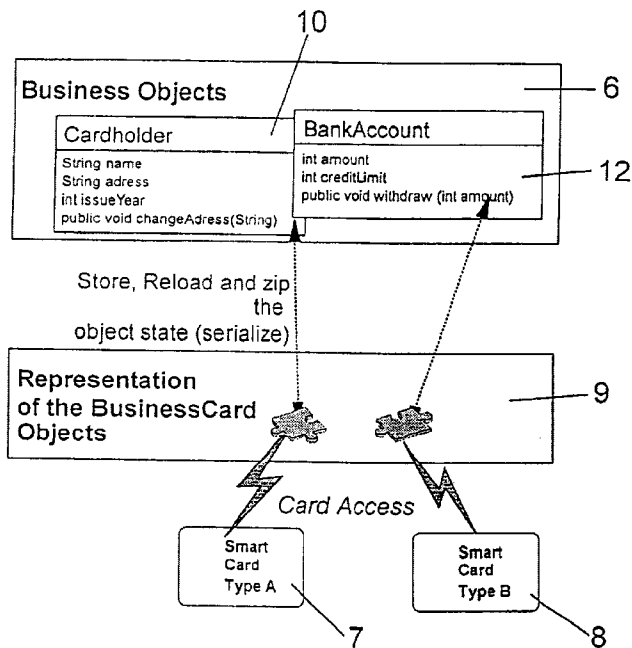 10
Business Objects
6
Cardholder
String name
String adress
int issueYear
public void changeAdress(String)
BankAccount
int amount
int creditLimit
public void withdraw (int amount)
12
Store, Reload and zip
the
object state (serialize)
Representation
of the BusinessCard
Objects
9
Card Access
Smart
Card
Type A
Smart
Card
Type B
7
8